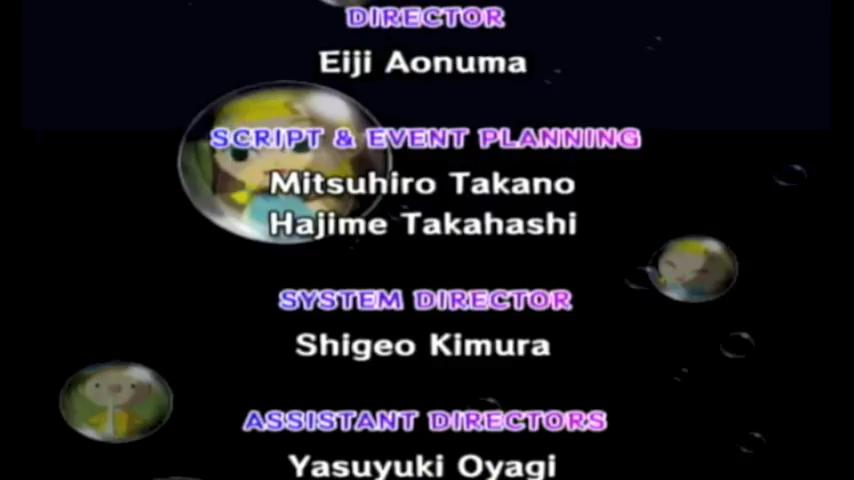 DIRECTOR
Eiji Aonuma
SCRIPT & EVENT PLANNING
Mitsuhiro Takano
Hajime Takahashi
SYSTEM DIRECTOR
Shigeo Kimura
ASSISTANT DIRECTORS
Yasuyuki Oyagi